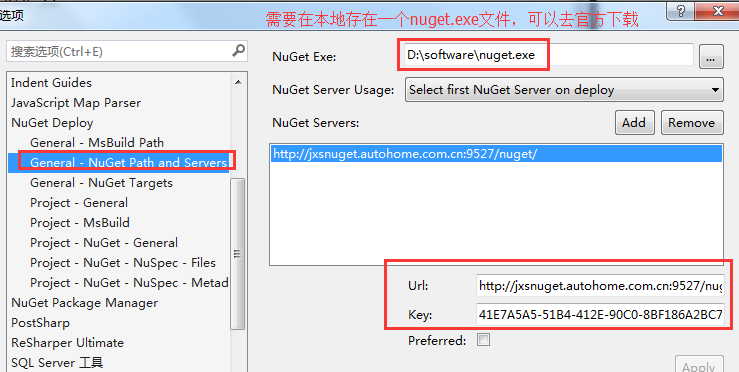 选项
需要在本地存在一个nuget.exe文件，可以去官方下载
搜索选项(Ctrl+E)
Indent Guides
JavaScript Map Parser
NuGet Deploy
General - MsBuild Path
General - NuGet Path and Servers
General - NuGet Targets
Project - General
Project - MsBuild
Project - NuGet - General
Project - NuGet - NuSpec - Files
Project - NuGet - NuSpec - Metad
NuGet Package Manager
PostSharp
ReSharper Ultimate
SQL Server 工具
NuGet Exe: D:\software\nuget.exe ...
NuGet Server Usage: Select first NuGet Server on deploy
NuGet Servers: Add Remove
http://jxsnuget.autohome.com.cn:9527/nuget/
Url: http://jxsnuget.autohome.com.cn:9527/nug
Key: 41E7A5A5-51B4-412E-90C0-8BF186A2BC7
Preferred:
Apply